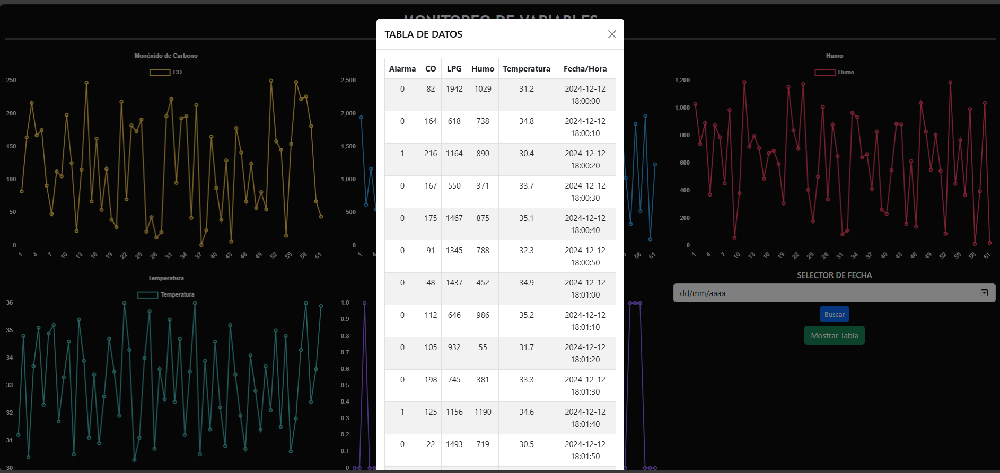 MONITOREO DE VARIABLES
TABLA DE DATOS
Alarma CO LPG Humo Temperatura Fecha/Hora
0 82 1942 1029 31.2 2024-12-12
18:00:00
0 164 618 738 34.8 2024-12-12
18:00:10
1 216 1164 890 30.4 2024-12-12
18:00:20
0 167 550 371 33.7 2024-12-12
18:00:30
0 175 1467 875 35.1 2024-12-12
18:00:40
0 91 1345 788 32.3 2024-12-12
18:00:50
0 48 1437 452 34.9 2024-12-12
18:01:00
0 112 646 986 35.2 2024-12-12
18:01:10
0 105 932 55 31.7 2024-12-12
18:01:20
0 198 745 381 33.3 2024-12-12
18:01:30
1 125 1156 1190 34.6 2024-12-12
18:01:40
0 22 1493 719 30.5 2024-12-12
18:01:50
Monóxido de Carbono
CO
250
200
150
100
50
0
1 4 7 10 13 16 19 22 25 28 31 34 37 40 43 46 49 52 55 58 61
2,500
2,000
1,500
1,000
500
0
1 4
58 61
Humo
Humo
1,200
1,000
800
600
400
200
0
1 4 7 10 13 16 19 22 25 28 31 34 37 40 43 46 49 52 55 58 61
Temperatura
Temperatura
36
35
34
33
32
31
30
1.0
0.9
0.8
0.7
0.6
0.5
0.4
0.3
0.2
0.1
0
SELECTOR DE FECHA
dd/mm/aaaa
Buscar
Mostrar Tabla